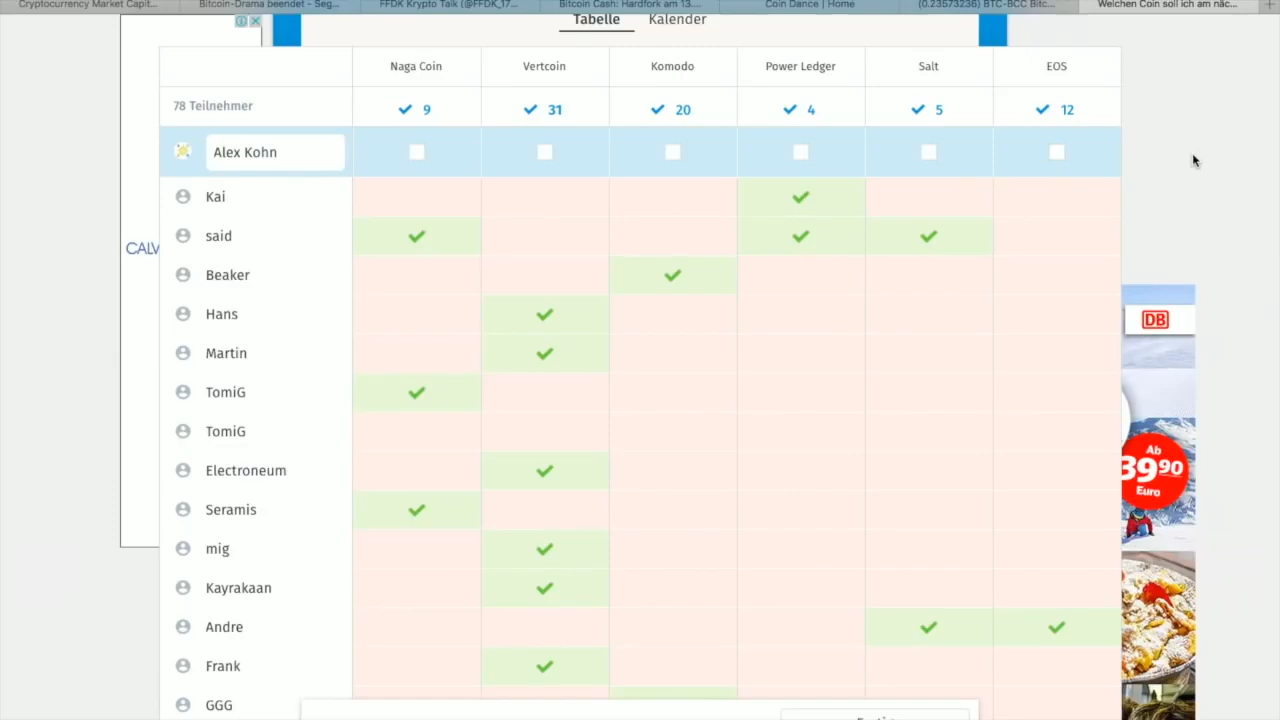 Cryptocurrency Market Capit...
Bitcoin-Drama beendet - Seg...
FFDK Krypto Talk (@FFDK_17...
Bitcoin Cash: Hardfork am 13....
Coin Dance | Home
(0.23573236) BTC-BCC Bitc...
Welchen Coin soll ich am näc...
Tabelle Kalender
Naga Coin Vertcoin Komodo Power Ledger Salt EOS
78 Teilnehmer 9 31 20 4 5 12
Alex Kohn
Kai
said
Beaker
Hans
Martin
TomiG
TomiG
Electroneum
Seramis
mig
Kayrakaan
Andre
Frank
GGG
CALV
DB
Ab
39⁹⁰
Euro